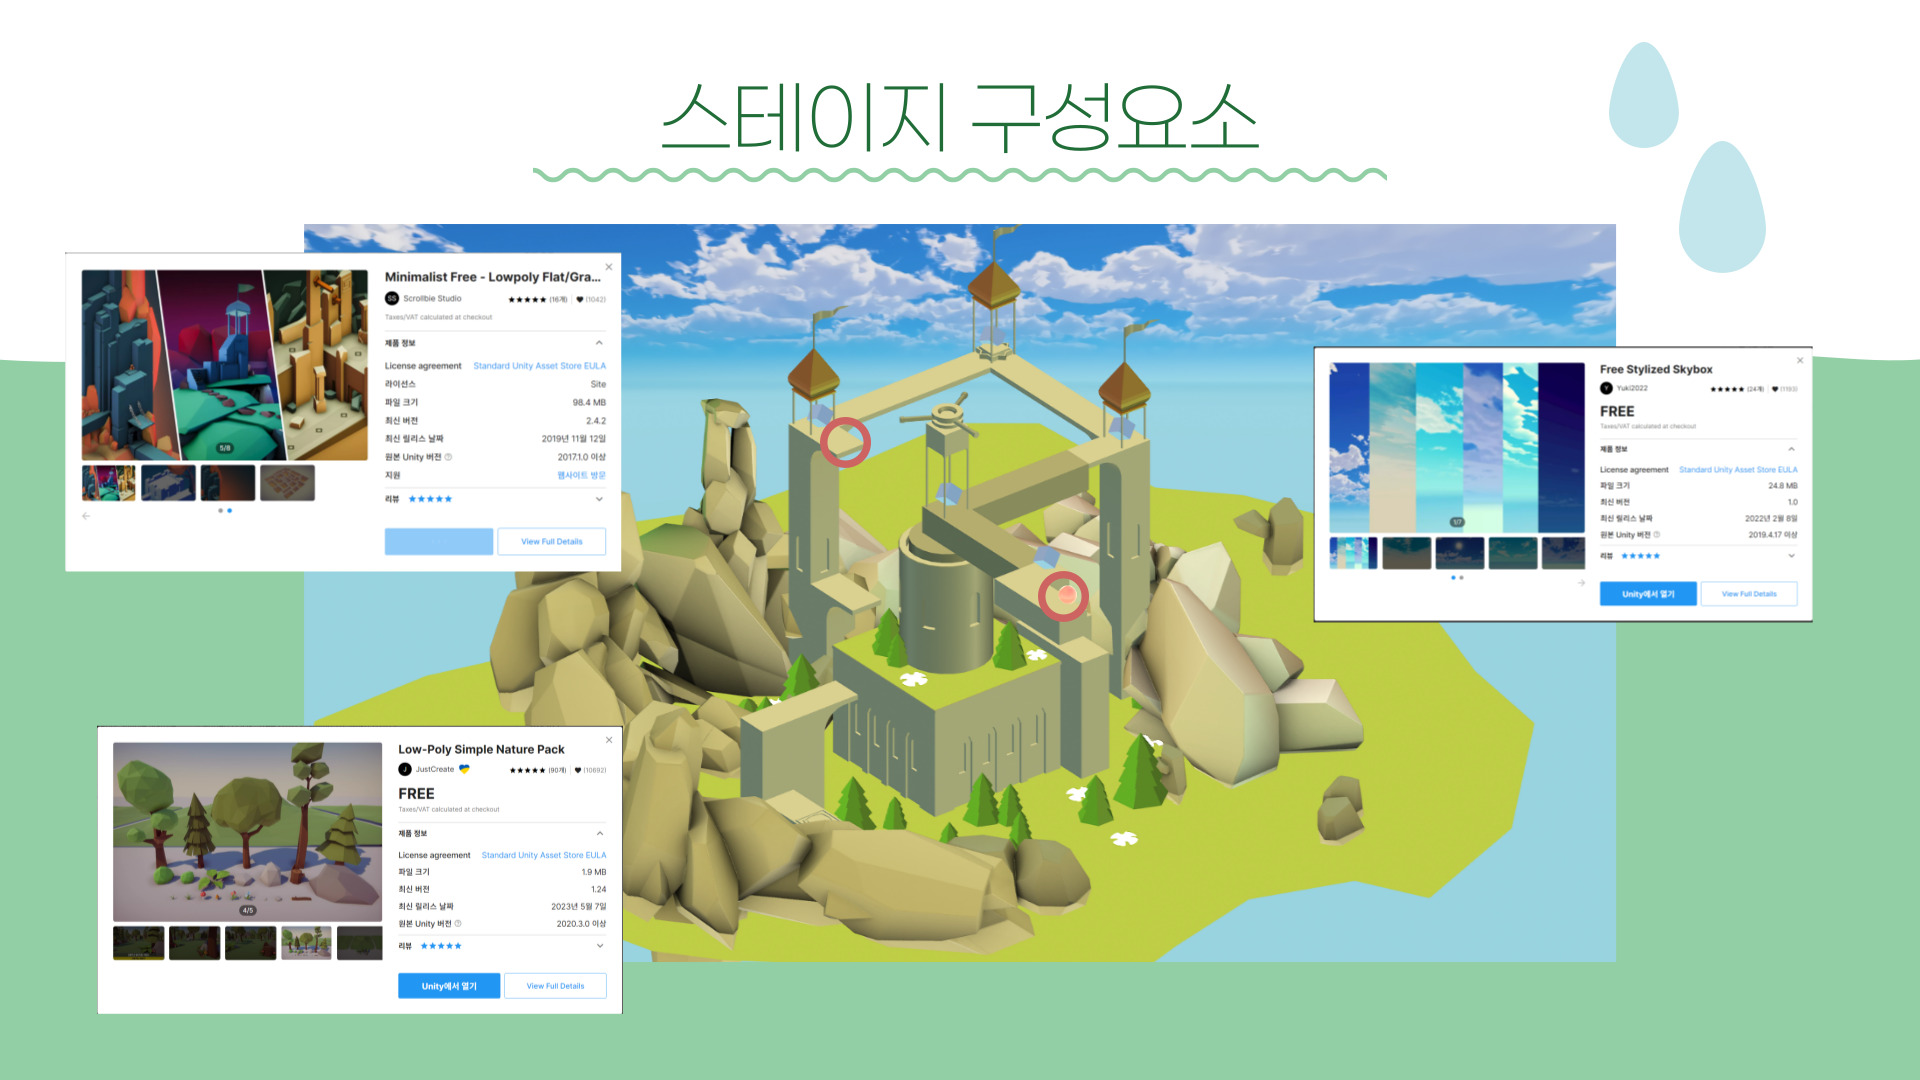 스테이지 구성요소
Minimalist Free - Lowpoly Flat/Gra...
SS Scrollbie Studio ★★★★★ (16개) | ♥ (1042)
Taxes/VAT calculated at checkout
제품 정보
License agreement Standard Unity Asset Store EULA
라이선스 Site
파일 크기 98.4 MB
최신 버전 2.4.2
최신 릴리스 날짜 2019년 11월 12일
원본 Unity 버전 2017.1.0 이상
지원 웹사이트 방문
리뷰 ★★★★★
View Full Details
5/8
Free Stylized Skybox
Y Yuki2022 ★★★★★ (24개) | ♥ (1193)
FREE
Taxes/VAT calculated at checkout
제품 정보
License agreement Standard Unity Asset Store EULA
파일 크기 24.8 MB
최신 버전 1.0
최신 릴리스 날짜 2022년 2월 8일
원본 Unity 버전 2019.4.17 이상
리뷰 ★★★★★
Unity에서 열기 View Full Details
1/7
Low-Poly Simple Nature Pack
J JustCreate ★★★★★ (90개) | ♥ (10692)
FREE
Taxes/VAT calculated at checkout
제품 정보
License agreement Standard Unity Asset Store EULA
파일 크기 1.9 MB
최신 버전 1.24
최신 릴리스 날짜 2023년 5월 7일
원본 Unity 버전 2020.3.0 이상
리뷰 ★★★★★
Unity에서 열기 View Full Details
4/5